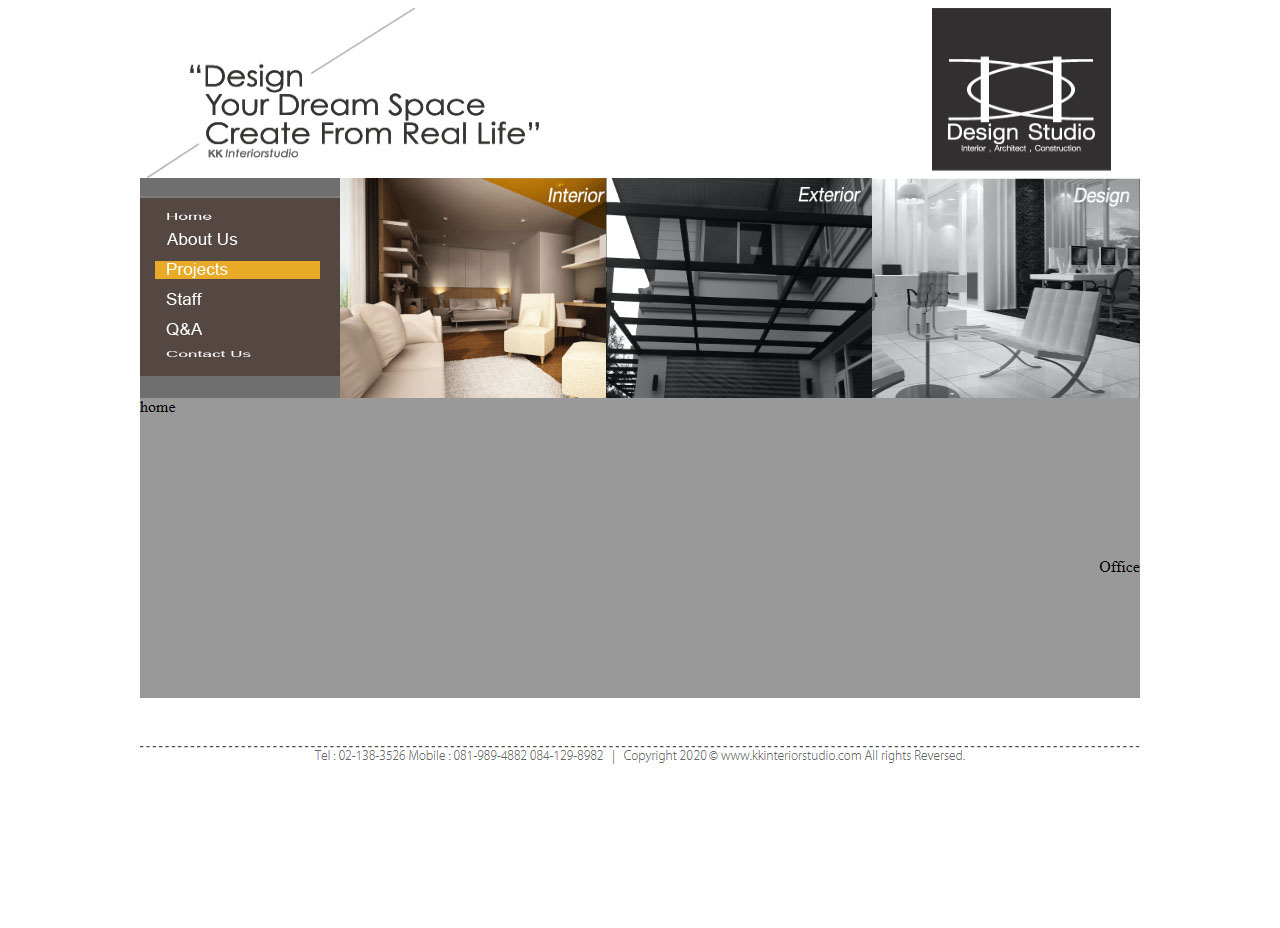 “Design
Your Dream Space
Create From Real Life”
KK Interiorstudio
Design Studio
Interior , Architect , Construction
Home
About Us
Projects
Staff
Q&A
Contact Us
Interior
Exterior
Design
home
Office
Tel : 02-138-3526 Mobile : 081-989-4882 084-129-8982 | Copyright 2020 © www.kkinteriorstudio.com All rights Reversed.